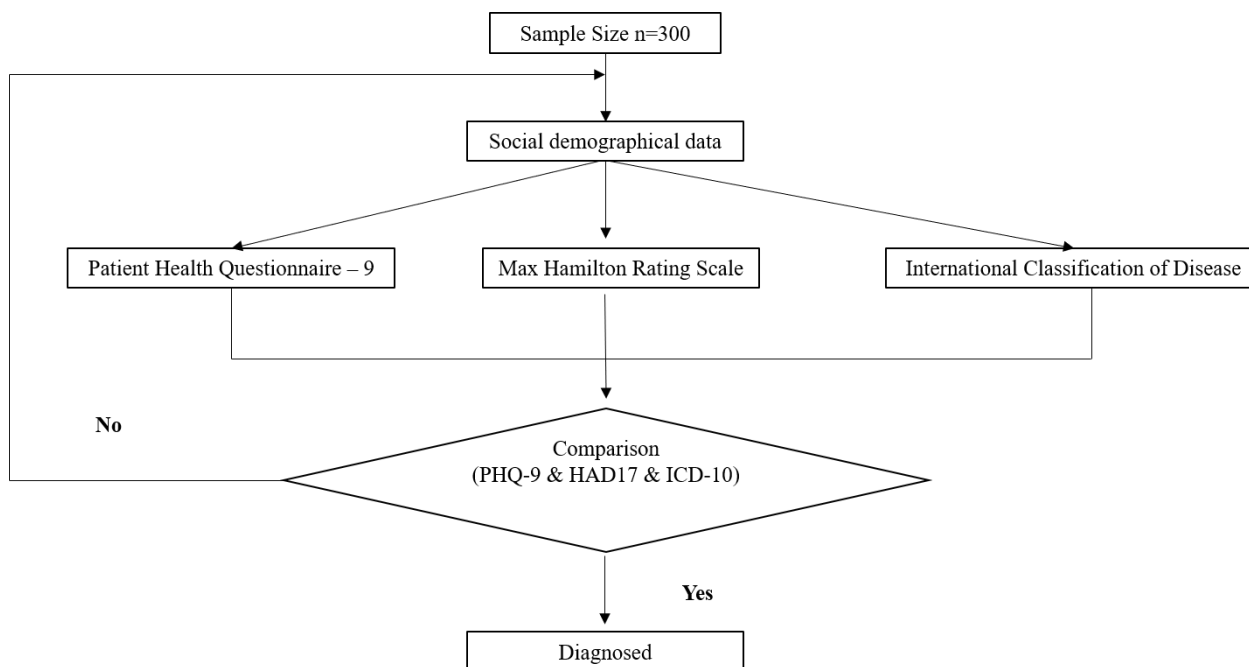 Sample Size n=300
Social demographical data
Patient Health Questionnaire – 9
Max Hamilton Rating Scale
International Classification of Disease
No
Comparison
(PHQ-9 & HAD17 & ICD-10)
Yes
Diagnosed